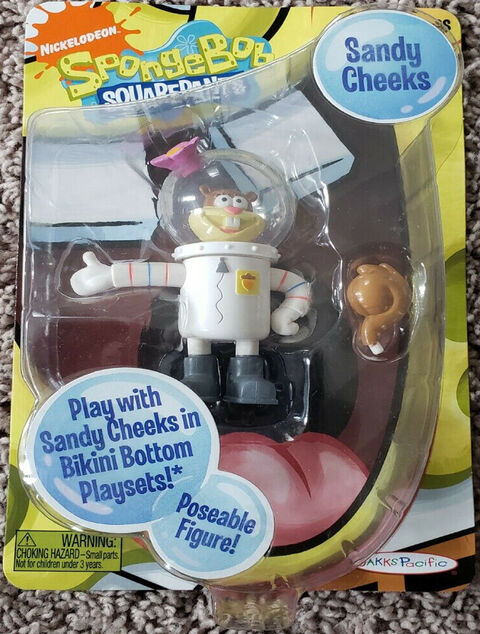 NICKELODEON
SpongeBob
SQUAREPANTS
Sandy
Cheeks
Play with
Sandy Cheeks in
Bikini Bottom
Playsets!*
Poseable
Figure!
WARNING:
CHOKING HAZARD–Small parts.
Not for children under 3 years.
JAKKS Pacific